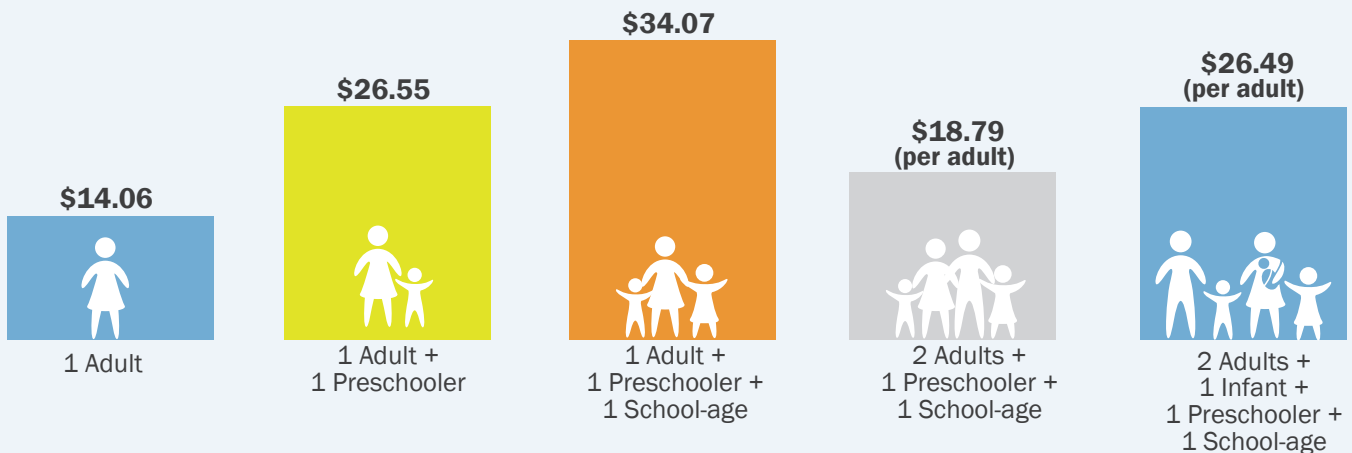 $14.06
1 Adult
$26.55
1 Adult +
1 Preschooler
$34.07
1 Adult +
1 Preschooler +
1 School-age
$18.79
(per adult)
2 Adults +
1 Preschooler +
1 School-age
$26.49
(per adult)
2 Adults +
1 Infant +
1 Preschooler +
1 School-age